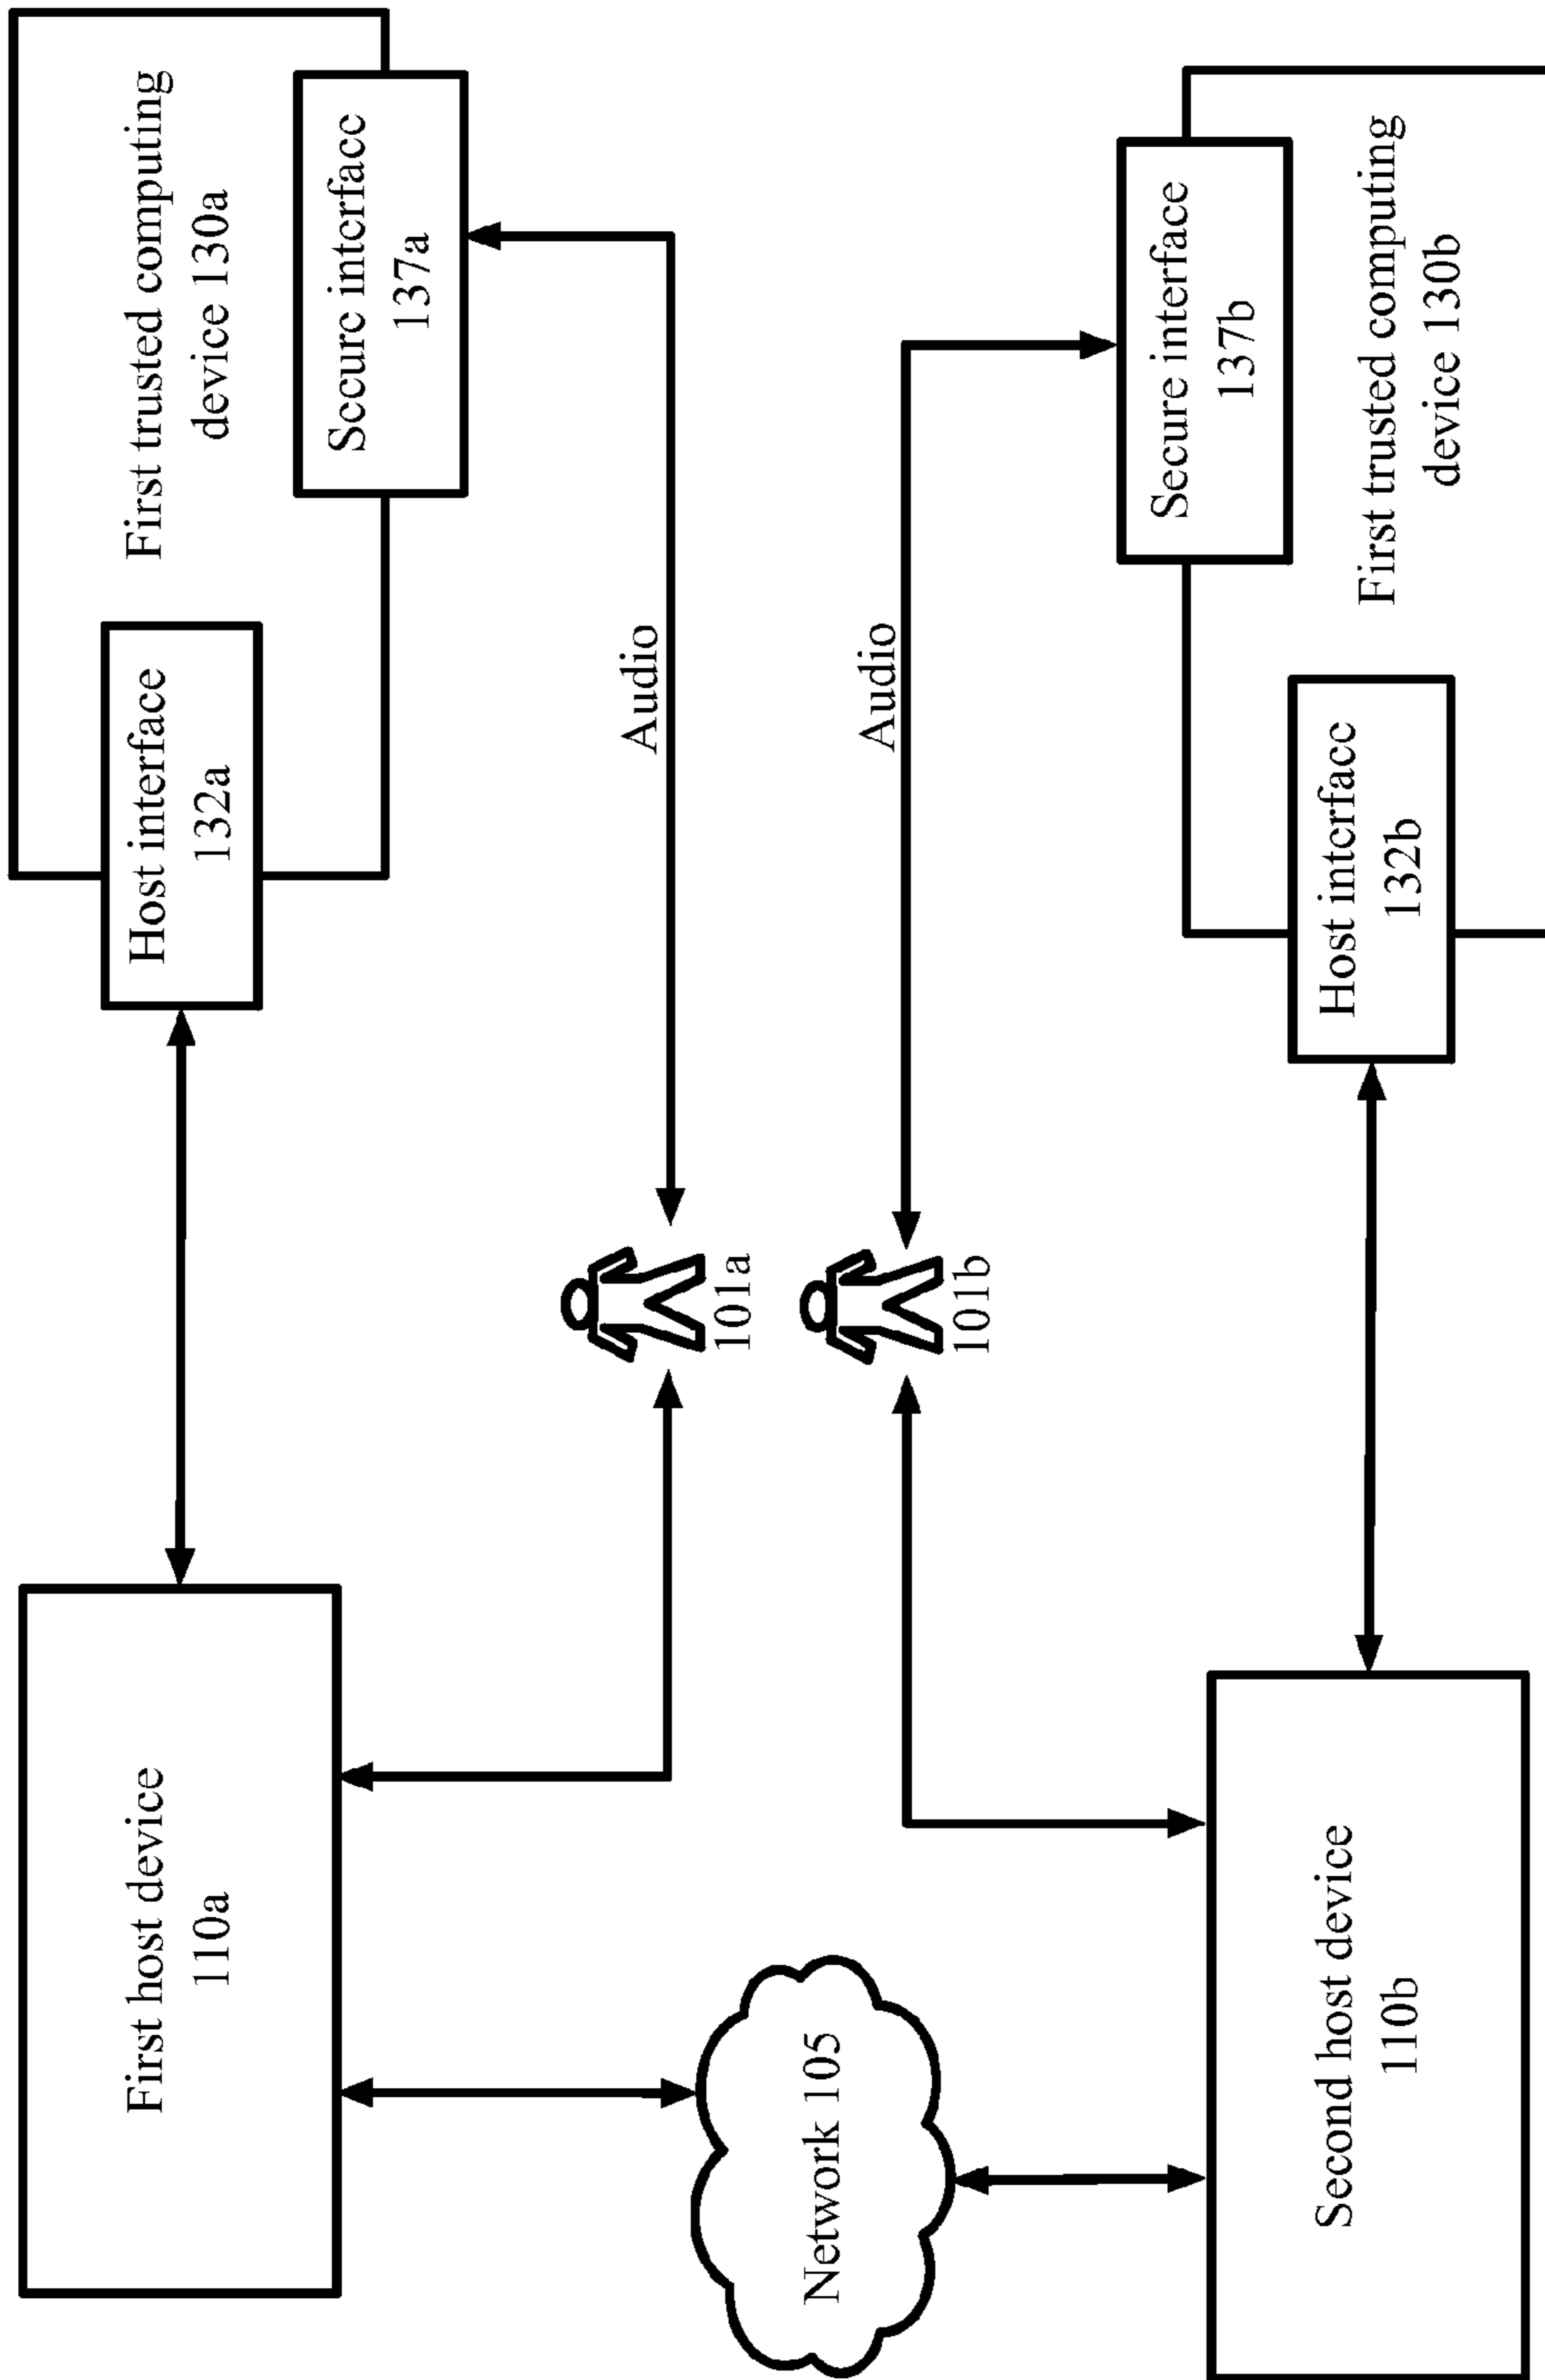 First host device
110a
Host interface
132a
First trusted computing
device 130a
Secure interface
137a
Audio
101a
Network 105
Audio
101b
Second host device
110b
Host interface
132b
Secure interface
137b
First trusted computing
device 130b